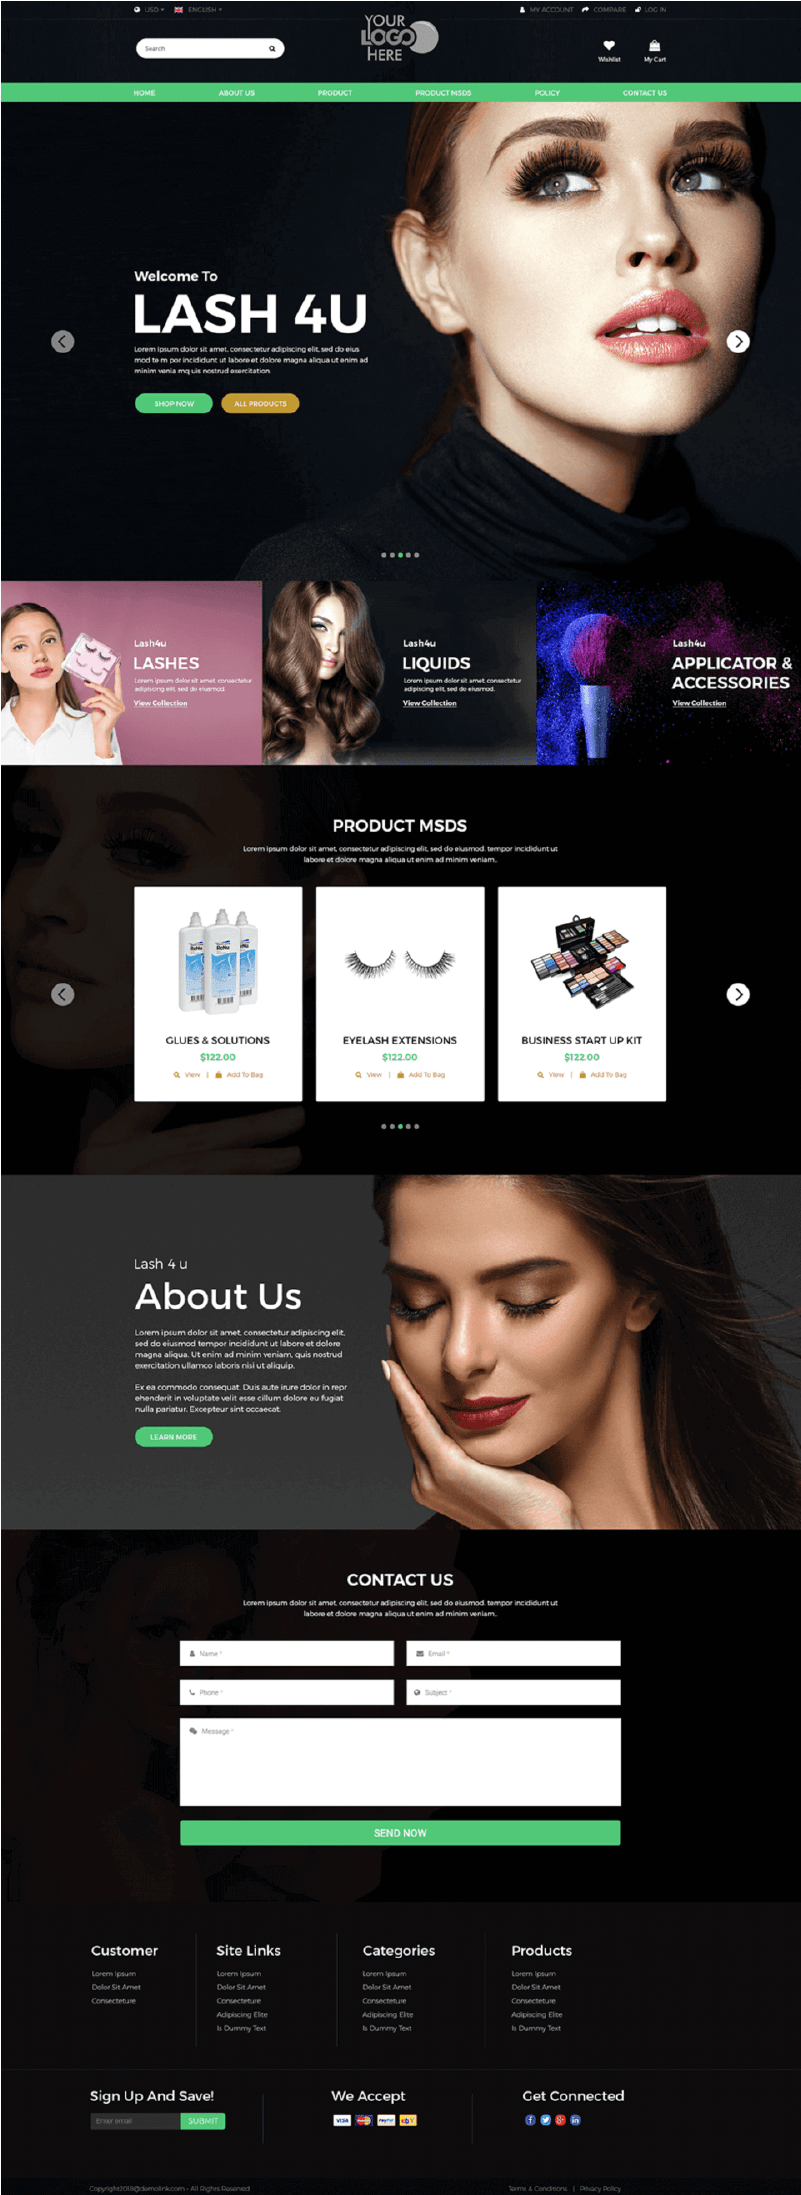 USD
ENGLISH
MY ACCOUNT
COMPARE
LOG IN
Search
YOUR
LOGO
HERE
Wishlist
My Cart
HOME
ABOUT US
PRODUCT
PRODUCT MSDS
POLICY
CONTACT US
Welcome To
LASH 4U
Lorem ipsum dolor sit amet, consectetur adipiscing elit, sed do eius
mod te m por incididunt ut labore et dolore magna aliqua ut enim ad
minim venia mq uis nostrud exercitation.
SHOP NOW
ALL PRODUCTS
Lash4u
LASHES
Lorem ipsum dolor sit amet, consectetur
adipiscing elit, sed do eiusmod.
View Collection
Lash4u
LIQUIDS
Lorem ipsum dolor sit amet, consectetur
adipiscing elit, sed do eiusmod.
View Collection
Lash4u
APPLICATOR &
ACCESSORIES
View Collection
PRODUCT MSDS
Lorem ipsum dolor sit amet, consectetur adipiscing elit, sed do eiusmod, tempor incididunt ut
labore et dolore magna aliqua ut enim ad minim veniam,.
ReNu
GLUES & SOLUTIONS
$122.00
View | Add To Bag
EYELASH EXTENSIONS
$122.00
View | Add To Bag
BUSINESS START UP KIT
$122.00
View | Add To Bag
Lash 4 u
About Us
Lorem ipsum dolor sit amet, consectetur adipiscing elit,
sed do eiusmod tempor incididunt ut labore et dolore
magna aliqua. Ut enim ad minim veniam, quis nostrud
exercitation ullamco laboris nisi ut aliquip.
Ex ea commodo consequat. Duis aute irure dolor in repr
ehenderit in voluptate velit esse cillum dolore eu fugiat
nulla pariatur. Excepteur sint occaecat.
LEARN MORE
CONTACT US
Lorem ipsum dolor sit amet, consectetur adipiscing elit, sed do eiusmod, tempor incididunt ut
labore et dolore magna aliqua ut enim ad minim veniam,.
Name *
Email *
Phone *
Subject *
Message *
SEND NOW
Customer
Lorem Ipsum
Dolor Sit Amet
Consecteture
Site Links
Lorem Ipsum
Dolor Sit Amet
Consecteture
Adipiscing Elite
Is Dummy Text
Categories
Lorem Ipsum
Dolor Sit Amet
Consecteture
Adipiscing Elite
Is Dummy Text
Products
Lorem Ipsum
Dolor Sit Amet
Consecteture
Adipiscing Elite
Is Dummy Text
Sign Up And Save!
Enter email
SUBMIT
We Accept
VISA
PayPal
ebY
Get Connected
Copyright2018@demolink.com - All Rights Reserved
Terms & Conditions | Privacy Policy